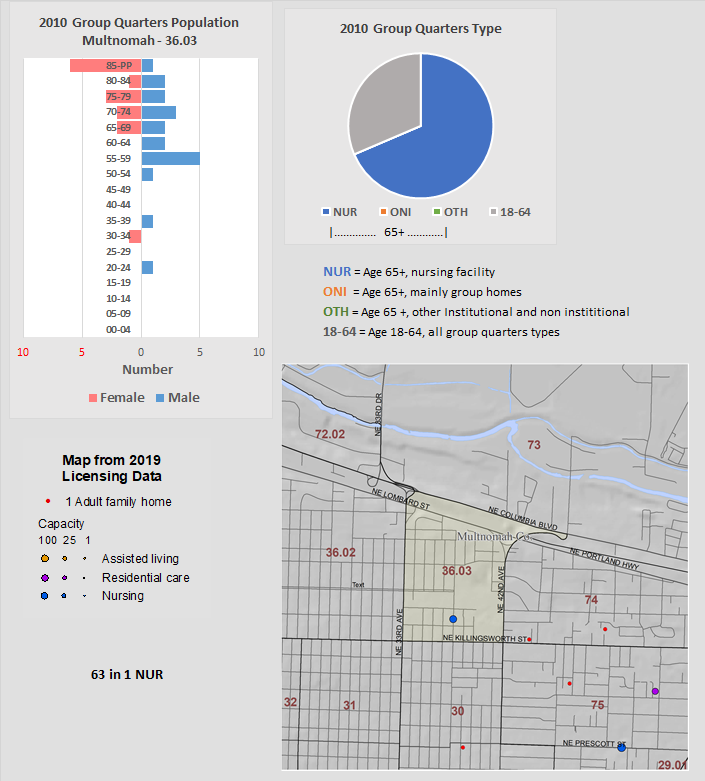 2010 Group Quarters Population
Multnomah - 36.03
85-PP
80-84
75-79
70-74
65-69
60-64
55-59
50-54
45-49
40-44
35-39
30-34
25-29
20-24
15-19
10-14
05-09
00-04
10 5 0 5 10
Number
Female Male
2010 Group Quarters Type
NUR ONI OTH 18-64
|.............. 65+ ............|
NUR = Age 65+, nursing facility
ONI = Age 65+, mainly group homes
OTH = Age 65 +, other Institutional and non instititional
18-64 = Age 18-64, all group quarters types
Map from 2019
Licensing Data
1 Adult family home
Capacity
100 25 1
Assisted living
Residential care
Nursing
63 in 1 NUR
NE 33RD DR
72.02
73
NE LOMBARD ST
NE COLUMBIA BLVD
Multnomah Co
NE PORTLAND HWY
36.02
36.03
Text
NE 42ND AVE
74
NE 33RD AVE
NE KILLINGSWORTH ST
32
31
30
75
NE PRESCOTT ST
29.01